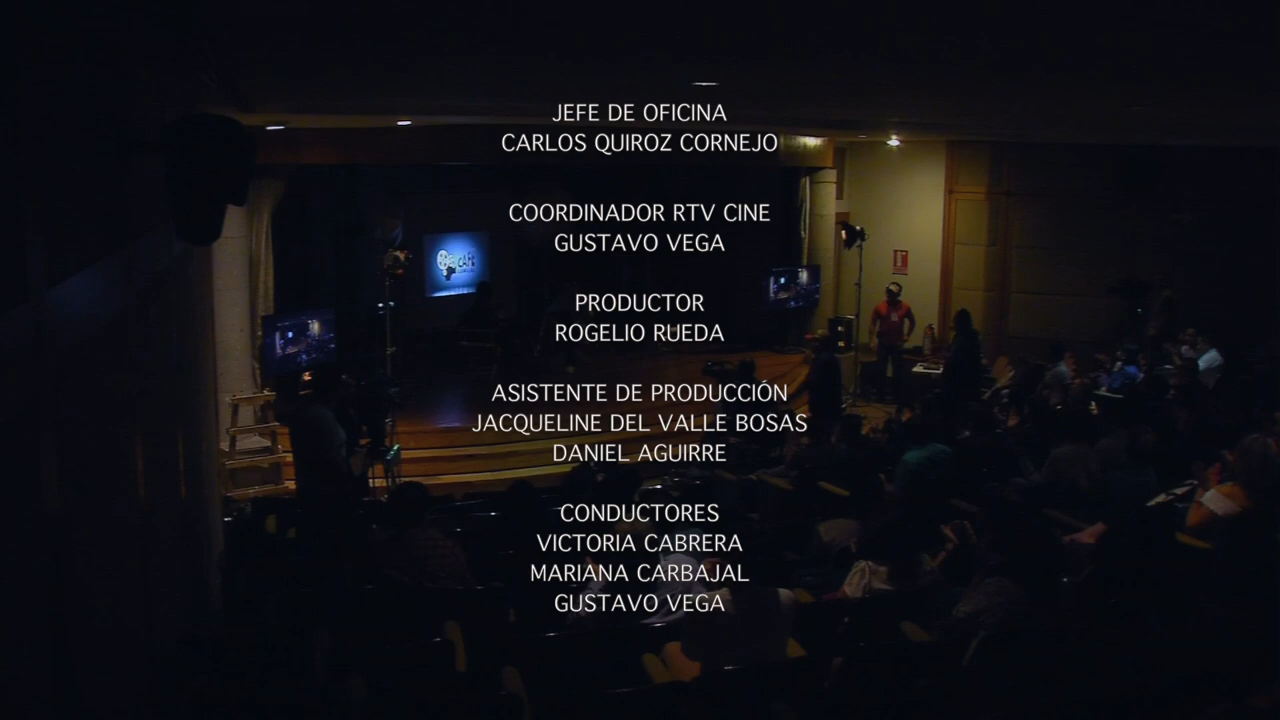 JEFE DE OFICINA
CARLOS QUIROZ CORNEJO
COORDINADOR RTV CINE
GUSTAVO VEGA
PRODUCTOR
ROGELIO RUEDA
ASISTENTE DE PRODUCCIÓN
JACQUELINE DEL VALLE BOSAS
DANIEL AGUIRRE
CONDUCTORES
VICTORIA CABRERA
MARIANA CARBAJAL
GUSTAVO VEGA